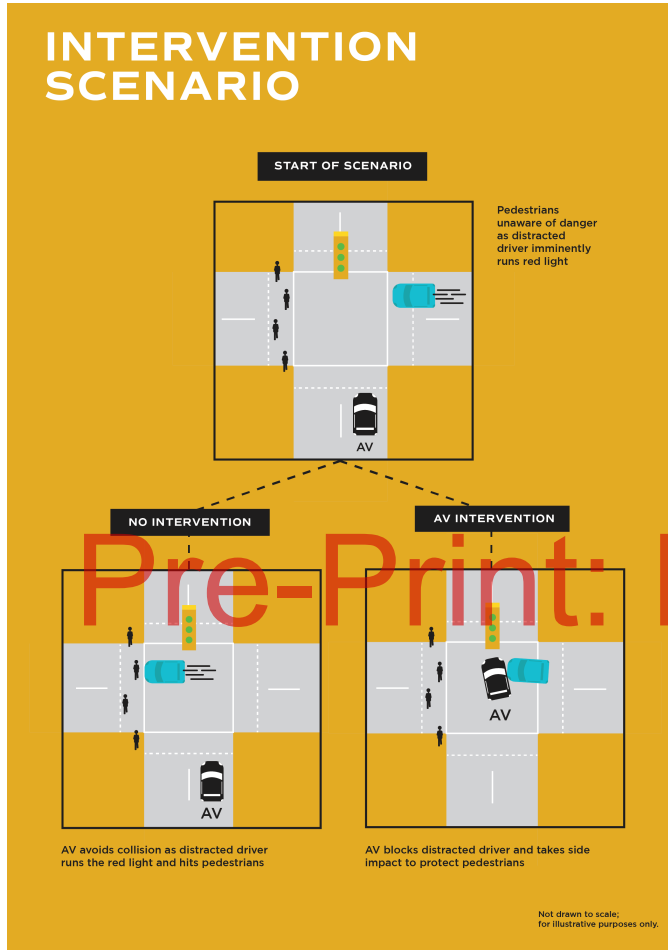 INTERVENTION
SCENARIO
START OF SCENARIO
Pedestrians
unaware of danger
as distracted
driver imminently
runs red light
AV
NO INTERVENTION
AV INTERVENTION
Pre-Print:
AV
AV
AV avoids collision as distracted driver
runs the red light and hits pedestrians
AV blocks distracted driver and takes side
impact to protect pedestrians
Not drawn to scale;
for illustrative purposes only.